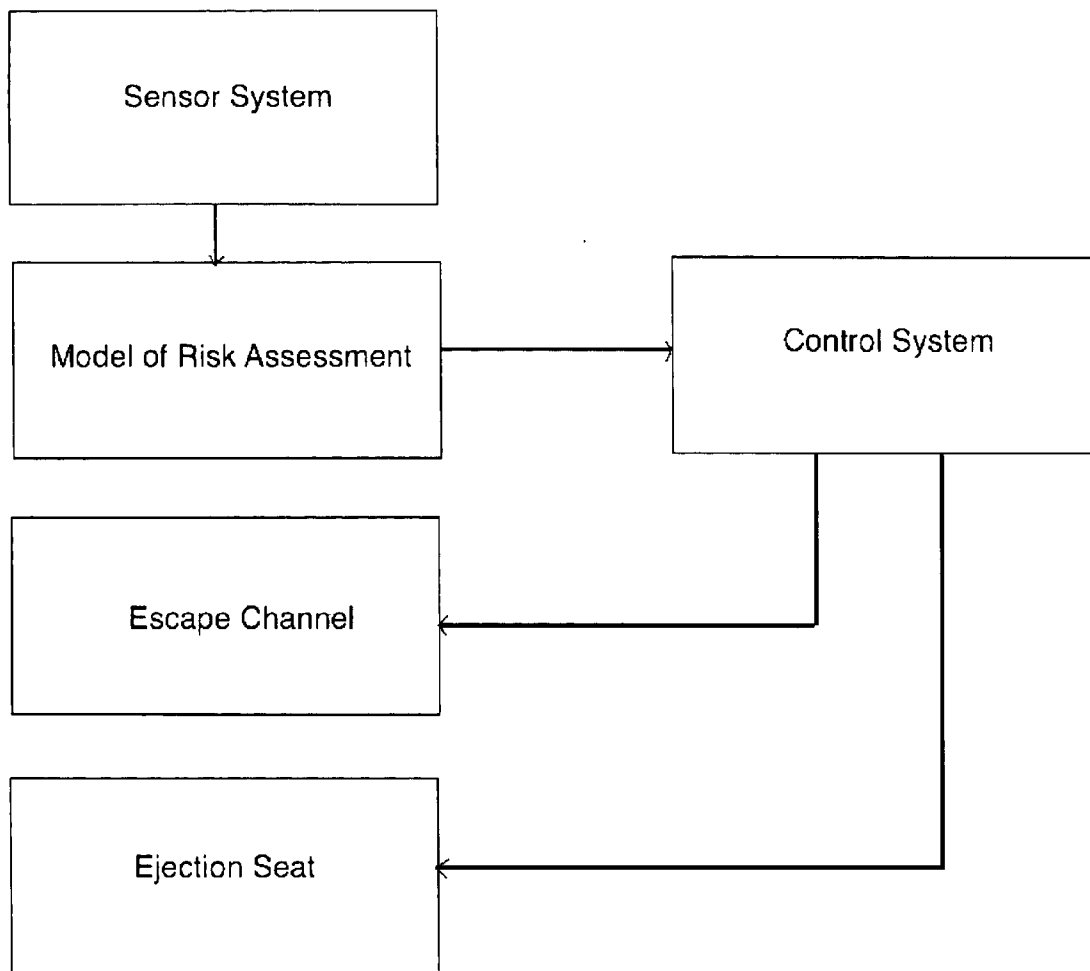 Sensor System
Model of Risk Assessment
Control System
Escape Channel
Ejection Seat